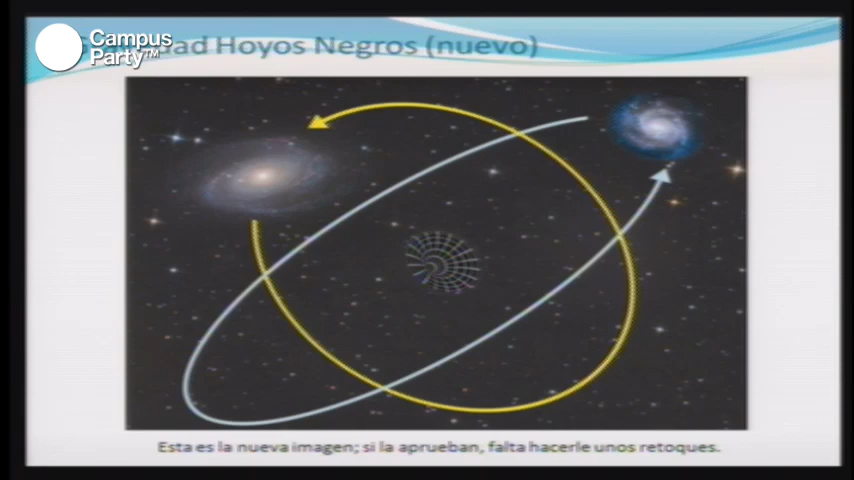 Campus
Party™
Hoyos Negros (nuevo)
Esta es la nueva imagen; si la aprueban, falta hacerle unos retoques.